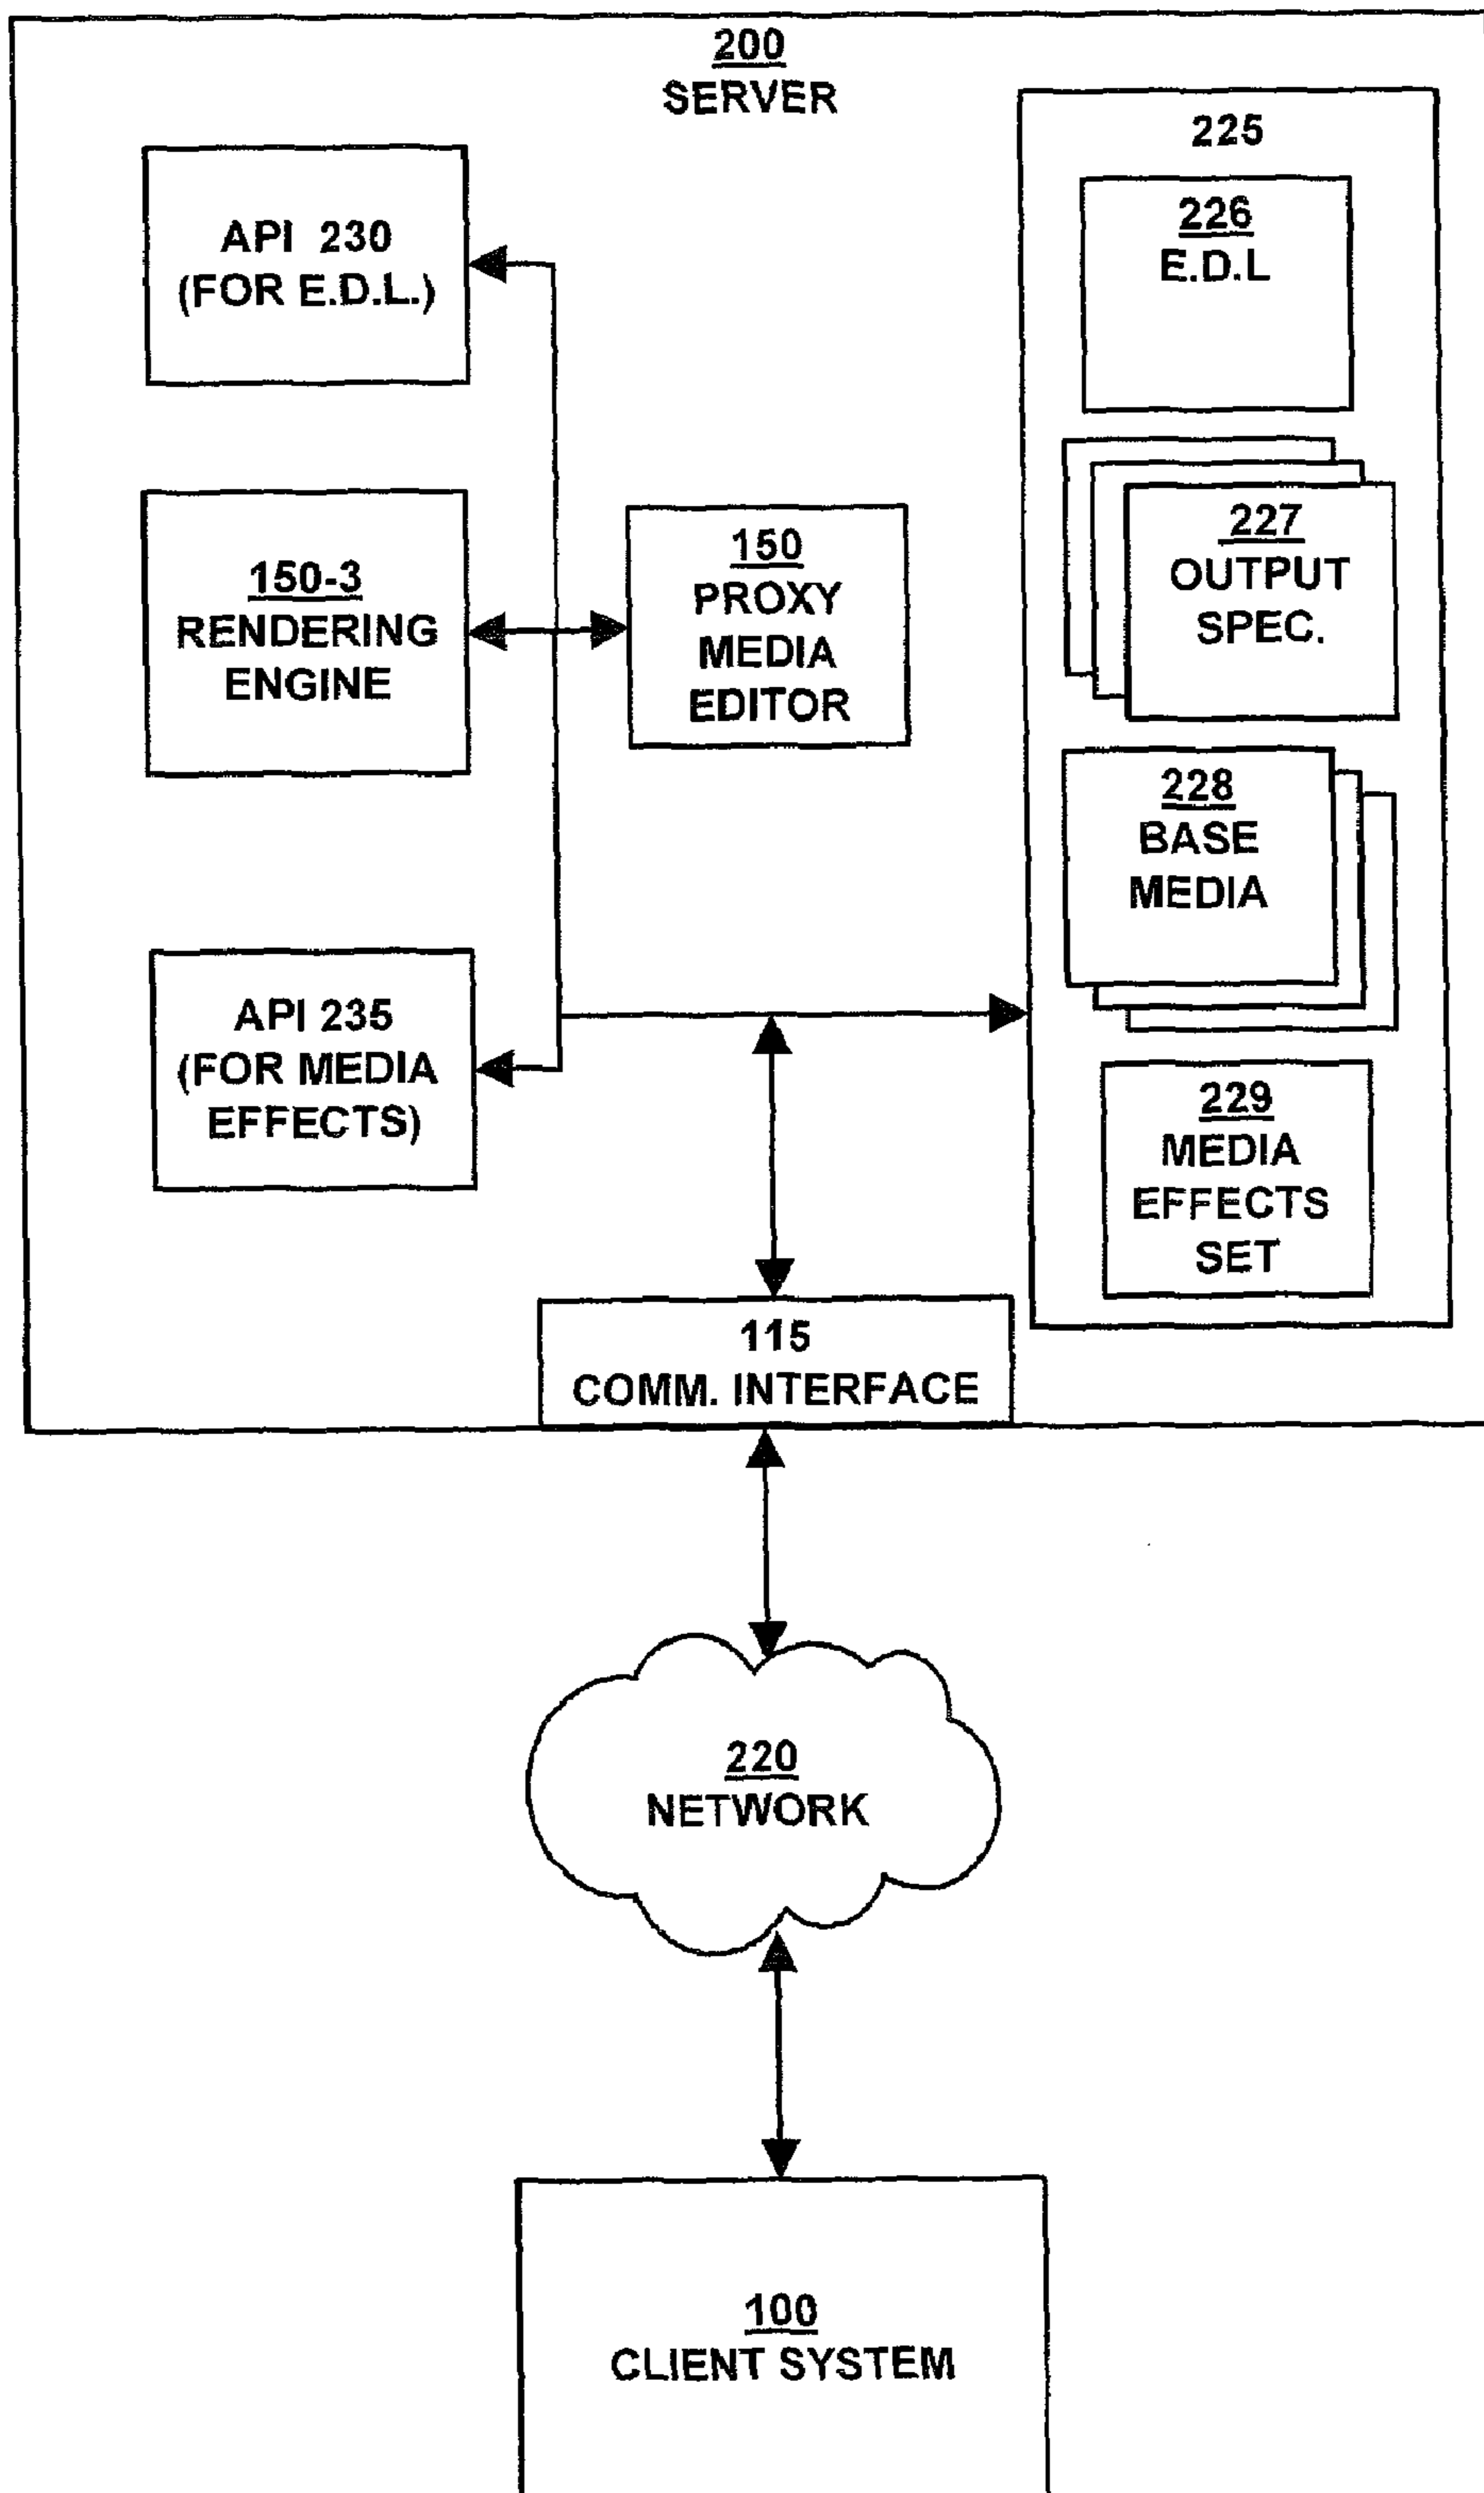 200
SERVER
API 230
(FOR E.D.L.)
150-3
RENDERING
ENGINE
150
PROXY
MEDIA
EDITOR
API 235
(FOR MEDIA
EFFECTS)
225
226
E.D.L
227
OUTPUT
SPEC.
228
BASE
MEDIA
229
MEDIA
EFFECTS
SET
115
COMM. INTERFACE
220
NETWORK
100
CLIENT SYSTEM